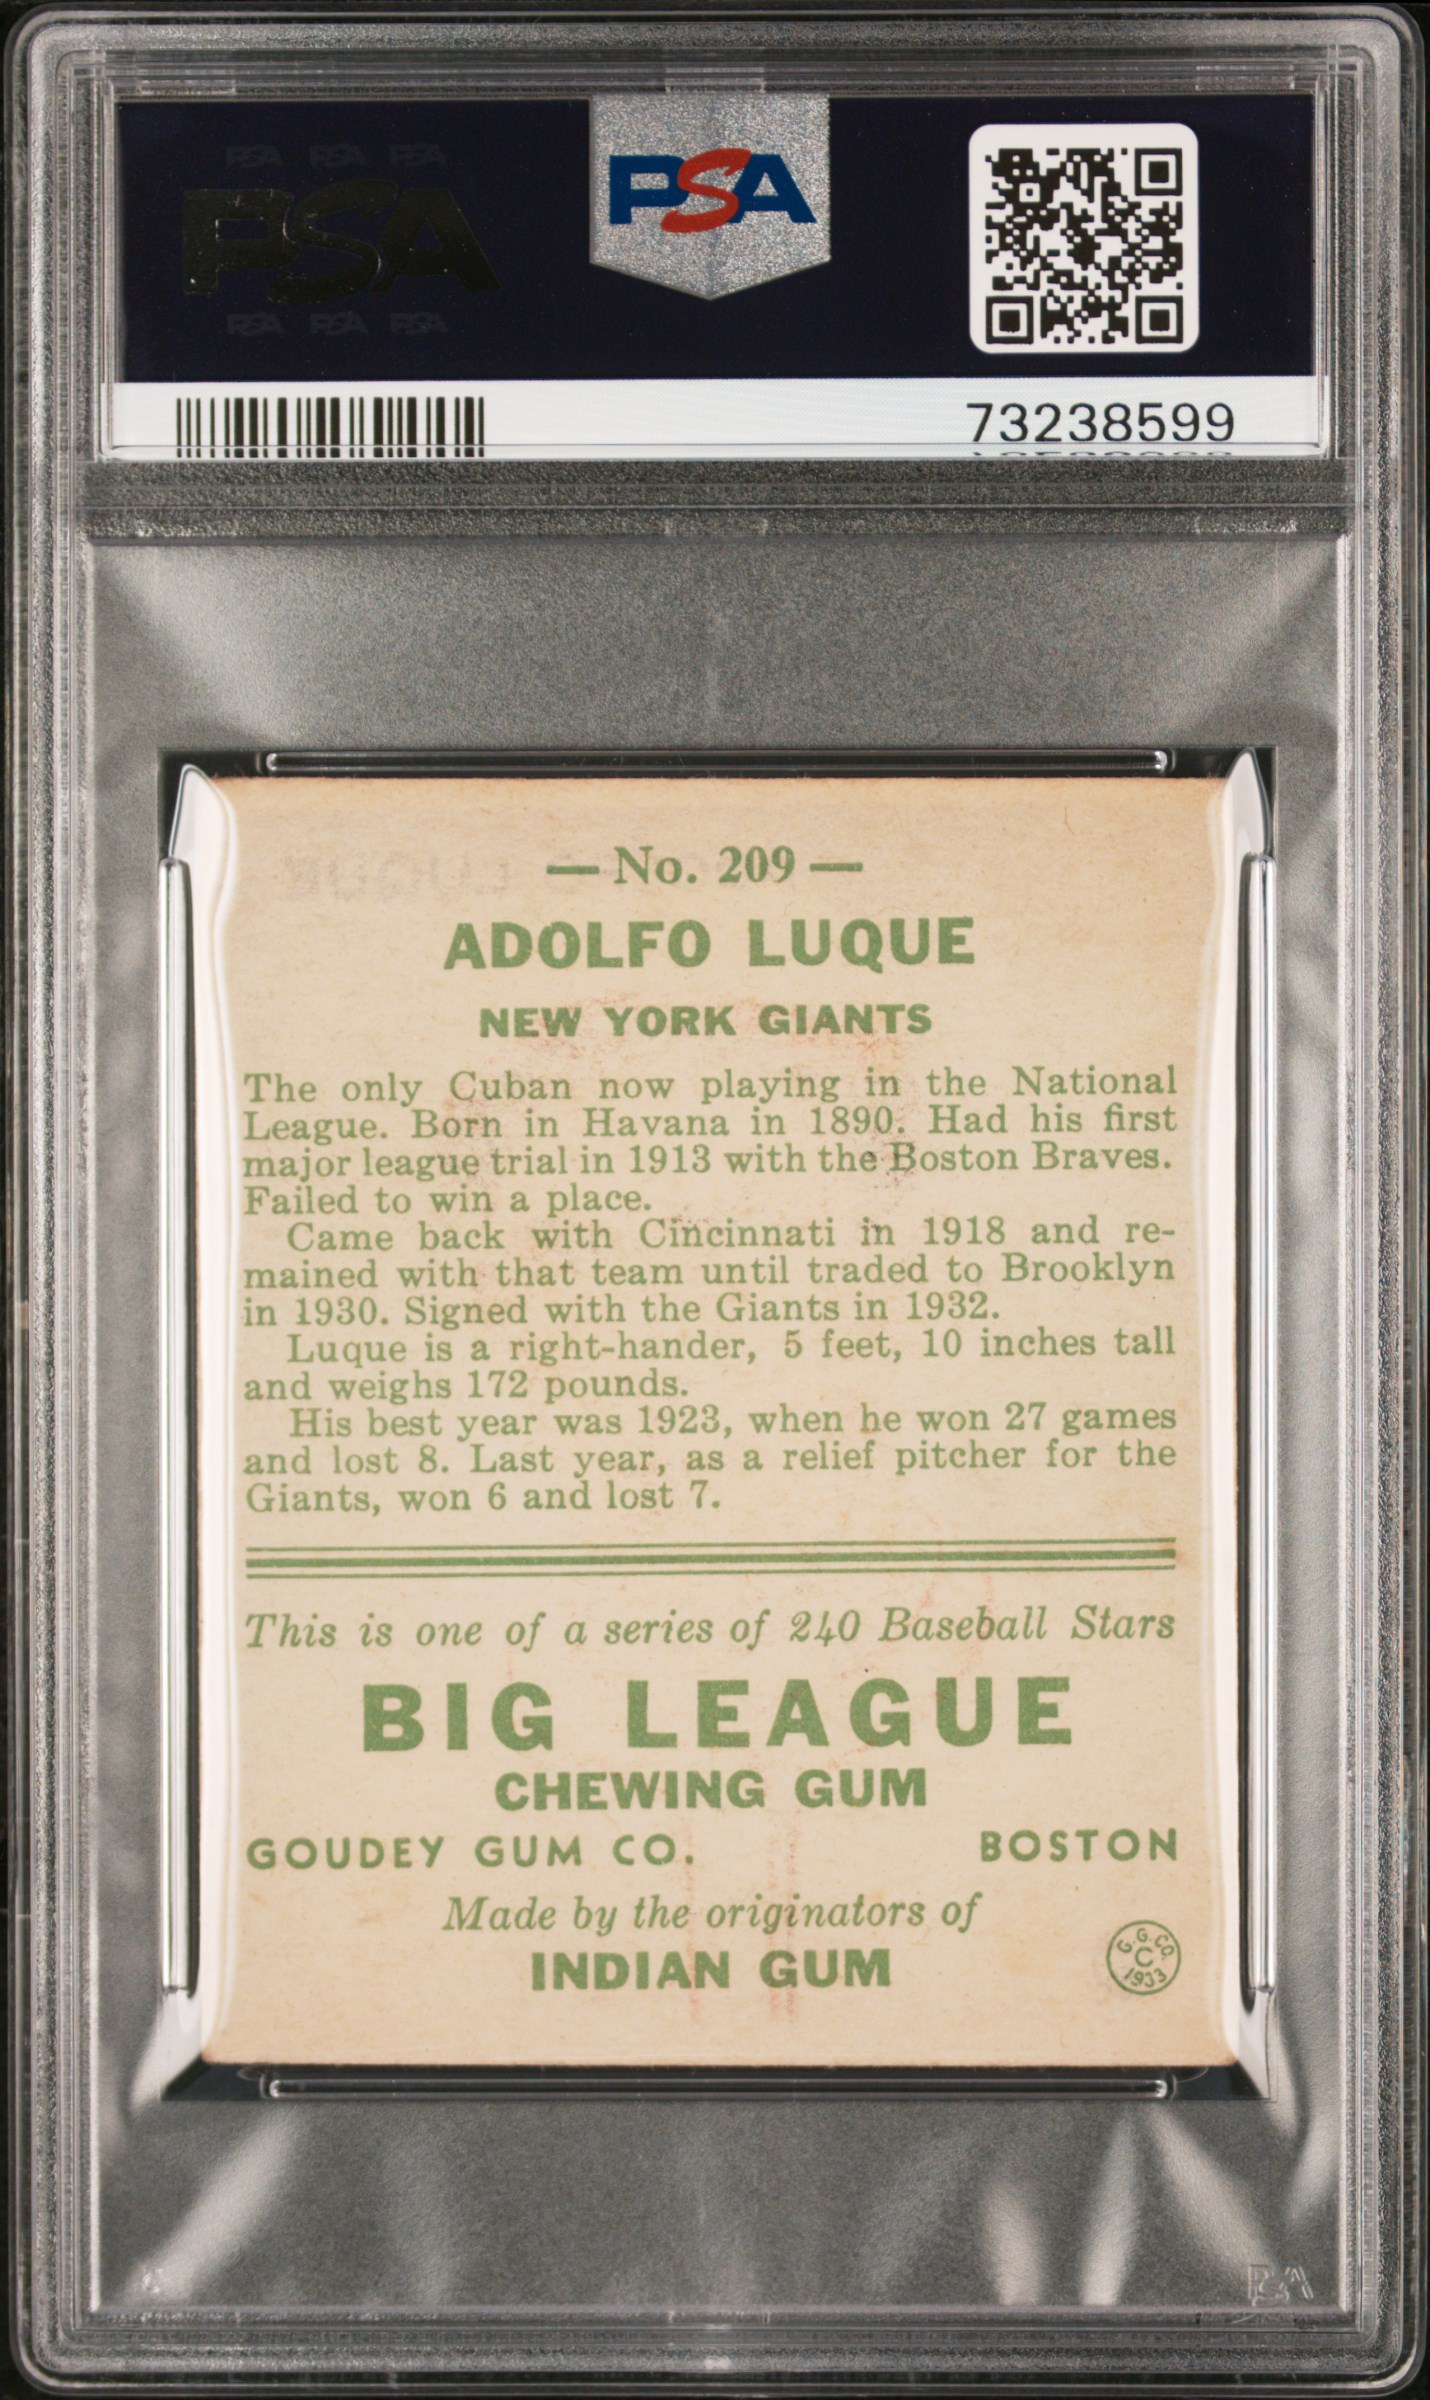 PSA PSA PSA
PSA
PSA PSA PSA
PSA
73238599
— No. 209 —
ADOLFO LUQUE
NEW YORK GIANTS
The only Cuban now playing in the National
League. Born in Havana in 1890. Had his first
major league trial in 1913 with the Boston Braves.
Failed to win a place.
Came back with Cincinnati in 1918 and re-
mained with that team until traded to Brooklyn
in 1930. Signed with the Giants in 1932.
Luque is a right-hander, 5 feet, 10 inches tall
and weighs 172 pounds.
His best year was 1923, when he won 27 games
and lost 8. Last year, as a relief pitcher for the
Giants, won 6 and lost 7.
This is one of a series of 240 Baseball Stars
BIG LEAGUE
CHEWING GUM
GOUDEY GUM CO. BOSTON
Made by the originators of
INDIAN GUM
G. G. CO.
C
1933